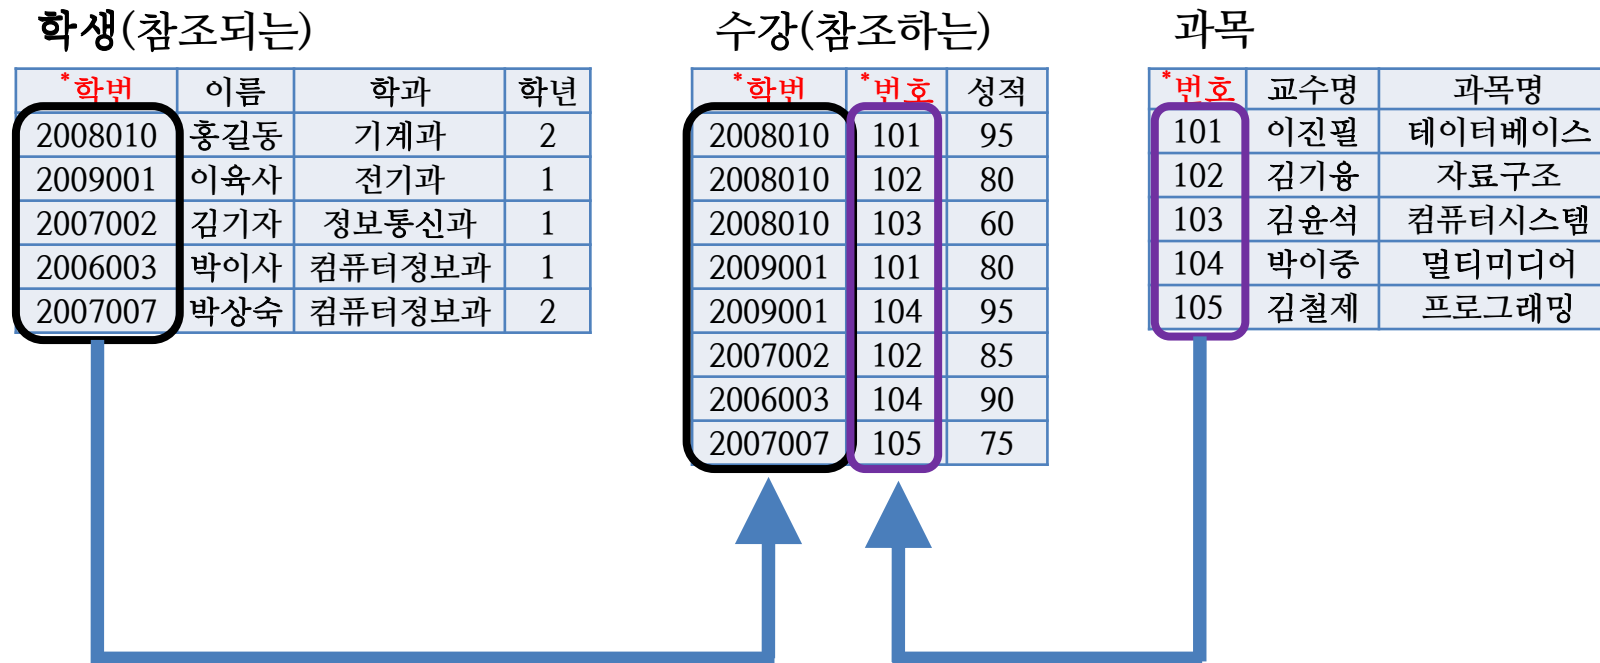 학생(참조되는)
*학번 이름 학과 학년
2008010 홍길동 기계과 2
2009001 이육사 전기과 1
2007002 김기자 정보통신과 1
2006003 박이사 컴퓨터정보과 1
2007007 박상숙 컴퓨터정보과 2
수강(참조하는)
*학번 *번호 성적
2008010 101 95
2008010 102 80
2008010 103 60
2009001 101 80
2009001 104 95
2007002 102 85
2006003 104 90
2007007 105 75
과목
*번호 교수명 과목명
101 이진필 테이터베이스
102 김기융 자료구조
103 김윤석 컴퓨터시스템
104 박이중 멀티미디어
105 김철제 프로그래밍